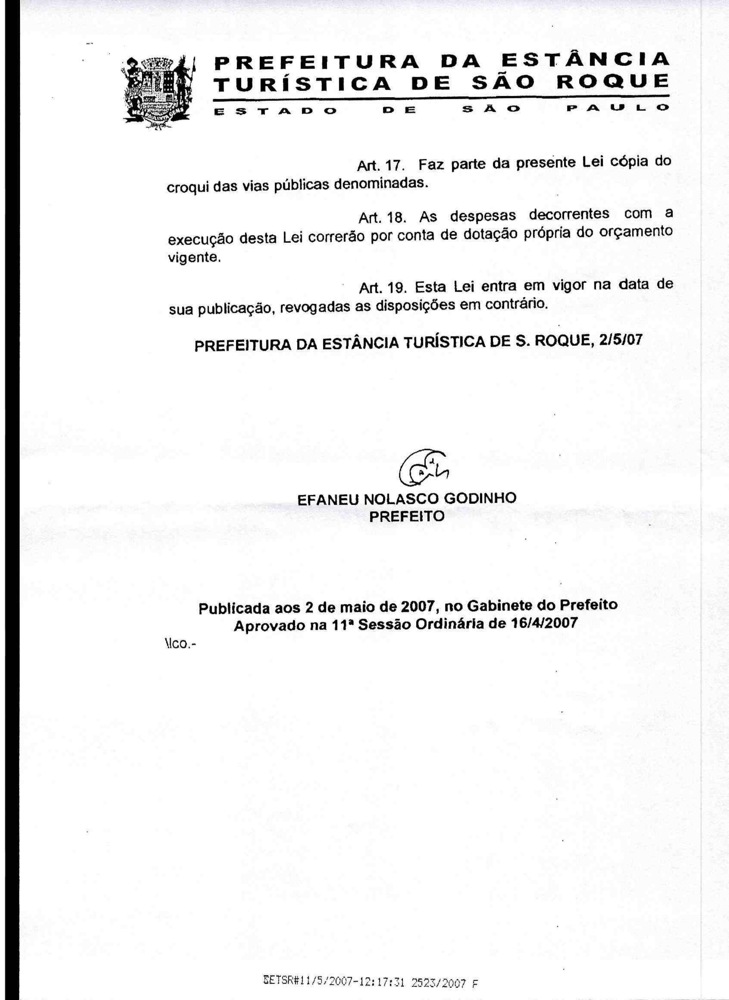 PREFEITURA DA ESTÂNCIA
TURÍSTICA DE SÃO ROQUE
ESTADO DE SÃO PAULO
Art. 17. Faz parte da presente Lei cópia do
croqui das vias públicas denominadas.
Art. 18. As despesas decorrentes com a
execução desta Lei correrão por conta de dotação própria do orçamento
vigente.
Art. 19. Esta Lei entra em vigor na data de
sua publicação, revogadas as disposições em contrário.
PREFEITURA DA ESTÂNCIA TURÍSTICA DE S. ROQUE, 2/5/07
EFANEU NOLASCO GODINHO
PREFEITO
Publicada aos 2 de maio de 2007, no Gabinete do Prefeito
Aprovado na 11ª Sessão Ordinária de 16/4/2007
\lco.-
EETSR#11/5/2007-12:17:31 2523/2007 F